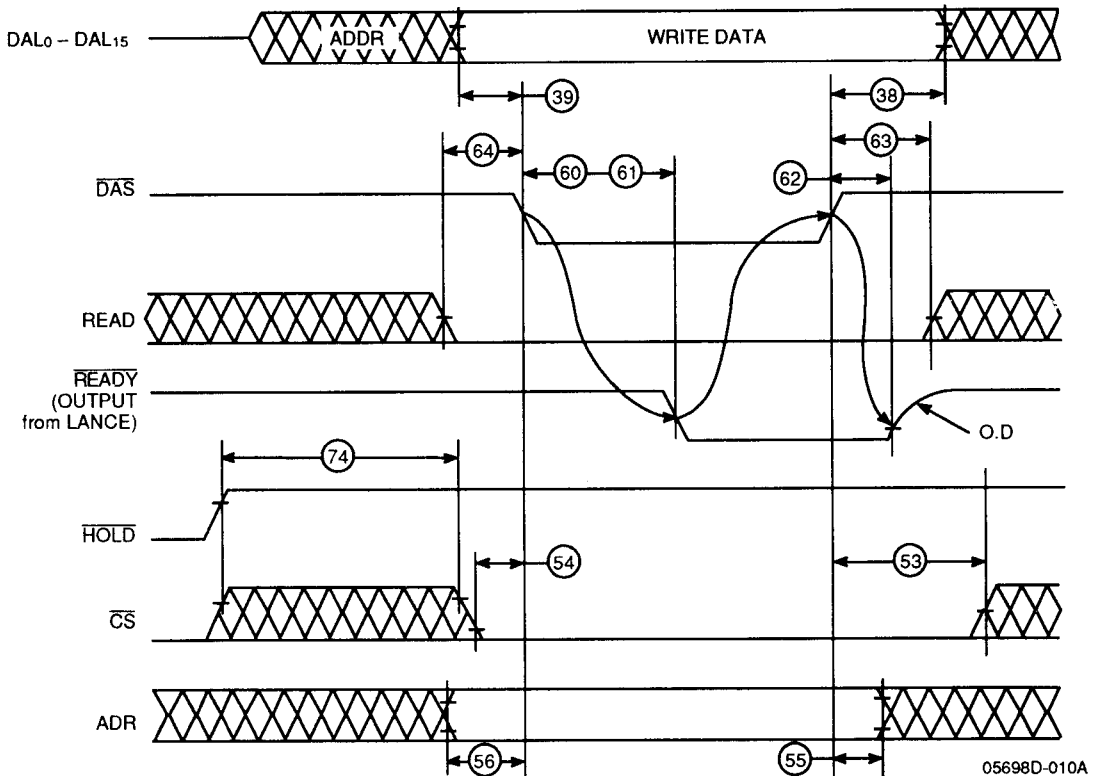 DAL0 – DAL15
ADDR
WRITE DATA
39
38
64
63
DAS
60
61
62
READ
READY
(OUTPUT
from LANCE)
O.D
74
HOLD
54
53
CS
ADR
56
55
05698D-010A